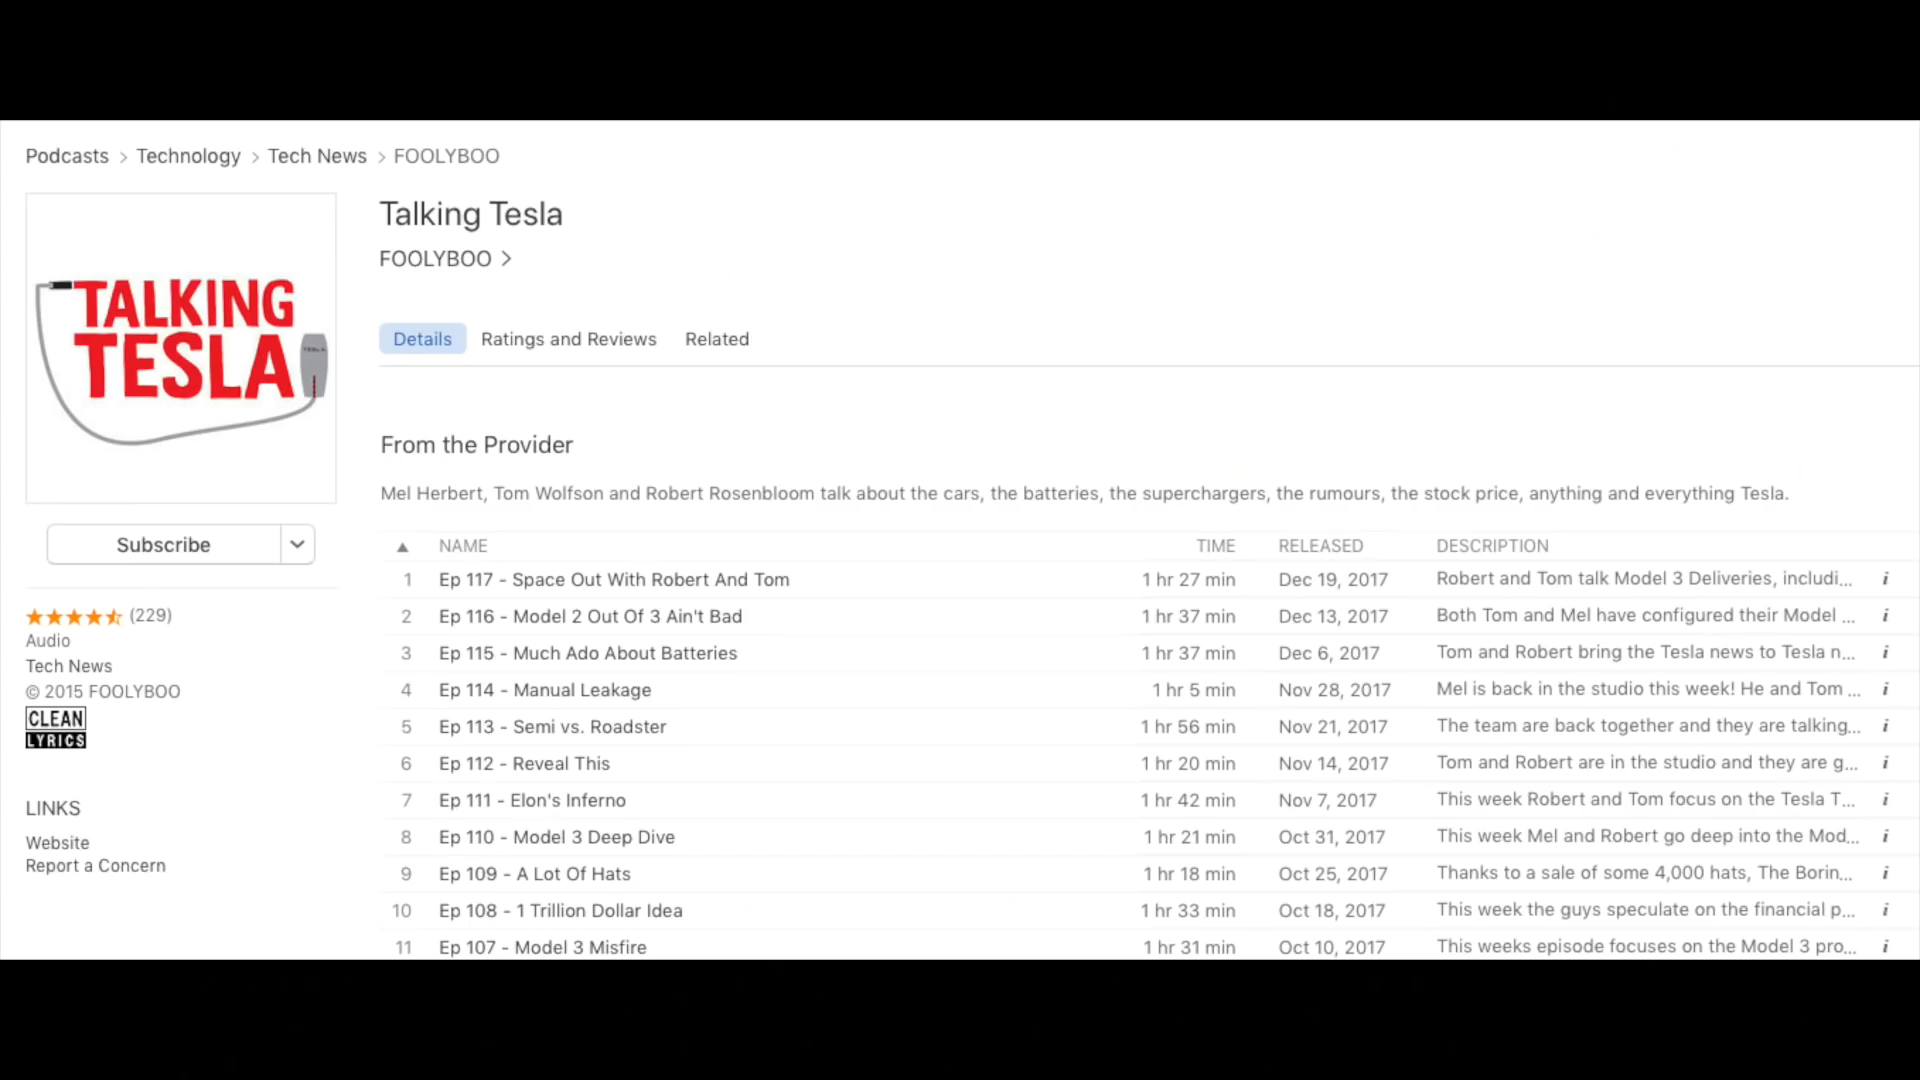 Podcasts > Technology > Tech News > FOOLYBOO
TALKING
TESLA
TESLA
Subscribe
(229)
Audio
Tech News
© 2015 FOOLYBOO
CLEAN
LYRICS
LINKS
Website
Report a Concern
Talking Tesla
FOOLYBOO >
Details Ratings and Reviews Related
From the Provider
Mel Herbert, Tom Wolfson and Robert Rosenbloom talk about the cars, the batteries, the superchargers, the rumours, the stock price, anything and everything Tesla.
▲ NAME TIME RELEASED DESCRIPTION
1 Ep 117 - Space Out With Robert And Tom 1 hr 27 min Dec 19, 2017 Robert and Tom talk Model 3 Deliveries, includi... i
2 Ep 116 - Model 2 Out Of 3 Ain't Bad 1 hr 37 min Dec 13, 2017 Both Tom and Mel have configured their Model ... i
3 Ep 115 - Much Ado About Batteries 1 hr 37 min Dec 6, 2017 Tom and Robert bring the Tesla news to Tesla n... i
4 Ep 114 - Manual Leakage 1 hr 5 min Nov 28, 2017 Mel is back in the studio this week! He and Tom ... i
5 Ep 113 - Semi vs. Roadster 1 hr 56 min Nov 21, 2017 The team are back together and they are talking... i
6 Ep 112 - Reveal This 1 hr 20 min Nov 14, 2017 Tom and Robert are in the studio and they are g... i
7 Ep 111 - Elon's Inferno 1 hr 42 min Nov 7, 2017 This week Robert and Tom focus on the Tesla T... i
8 Ep 110 - Model 3 Deep Dive 1 hr 21 min Oct 31, 2017 This week Mel and Robert go deep into the Mod... i
9 Ep 109 - A Lot Of Hats 1 hr 18 min Oct 25, 2017 Thanks to a sale of some 4,000 hats, The Borin... i
10 Ep 108 - 1 Trillion Dollar Idea 1 hr 33 min Oct 18, 2017 This week the guys speculate on the financial p... i
11 Ep 107 - Model 3 Misfire 1 hr 31 min Oct 10, 2017 This weeks episode focuses on the Model 3 pro... i